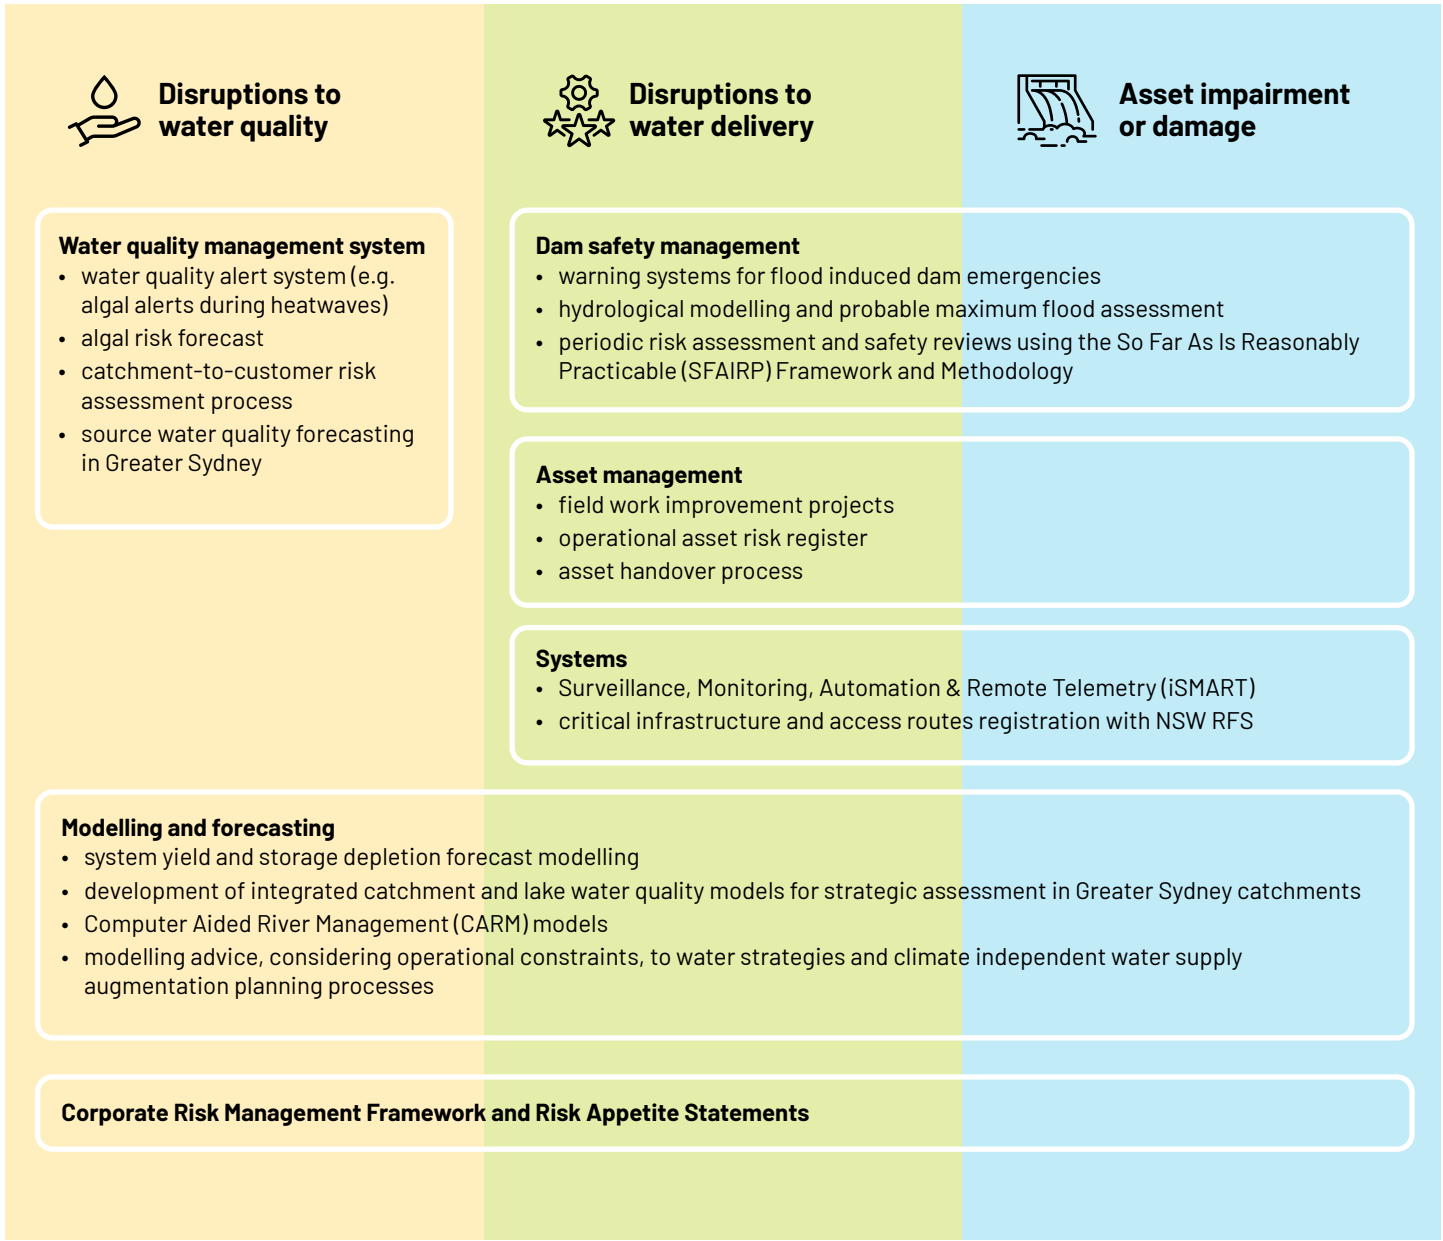 Disruptions to
water quality
Disruptions to
water delivery
Asset impairment
or damage
Water quality management system
• water quality alert system (e.g.
algal alerts during heatwaves)
• algal risk forecast
• catchment-to-customer risk
assessment process
• source water quality forecasting
in Greater Sydney
Dam safety management
• warning systems for flood induced dam emergencies
• hydrological modelling and probable maximum flood assessment
• periodic risk assessment and safety reviews using the So Far As Is Reasonably
Practicable (SFAIRP) Framework and Methodology
Asset management
• field work improvement projects
• operational asset risk register
• asset handover process
Systems
• Surveillance, Monitoring, Automation & Remote Telemetry (iSMART)
• critical infrastructure and access routes registration with NSW RFS
Modelling and forecasting
• system yield and storage depletion forecast modelling
• development of integrated catchment and lake water quality models for strategic assessment in Greater Sydney catchments
• Computer Aided River Management (CARM) models
• modelling advice, considering operational constraints, to water strategies and climate independent water supply
augmentation planning processes
Corporate Risk Management Framework and Risk Appetite Statements